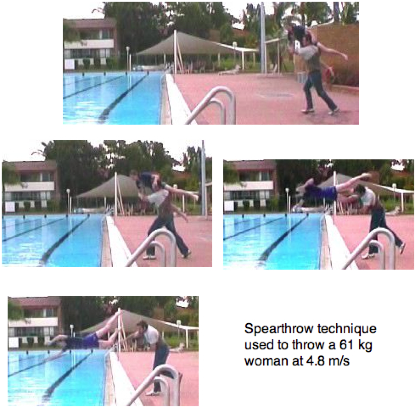 Spearthrow technique
used to throw a 61 kg
woman at 4.8 m/s